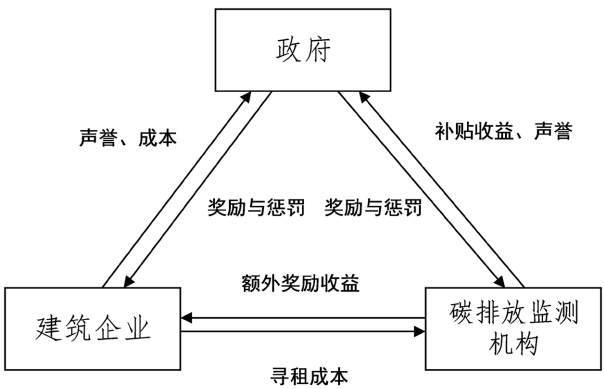 政府
声誉、成本
补贴收益、声誉
奖励与惩罚
奖励与惩罚
额外奖励收益
建筑企业
碳排放监测
机构
寻租成本